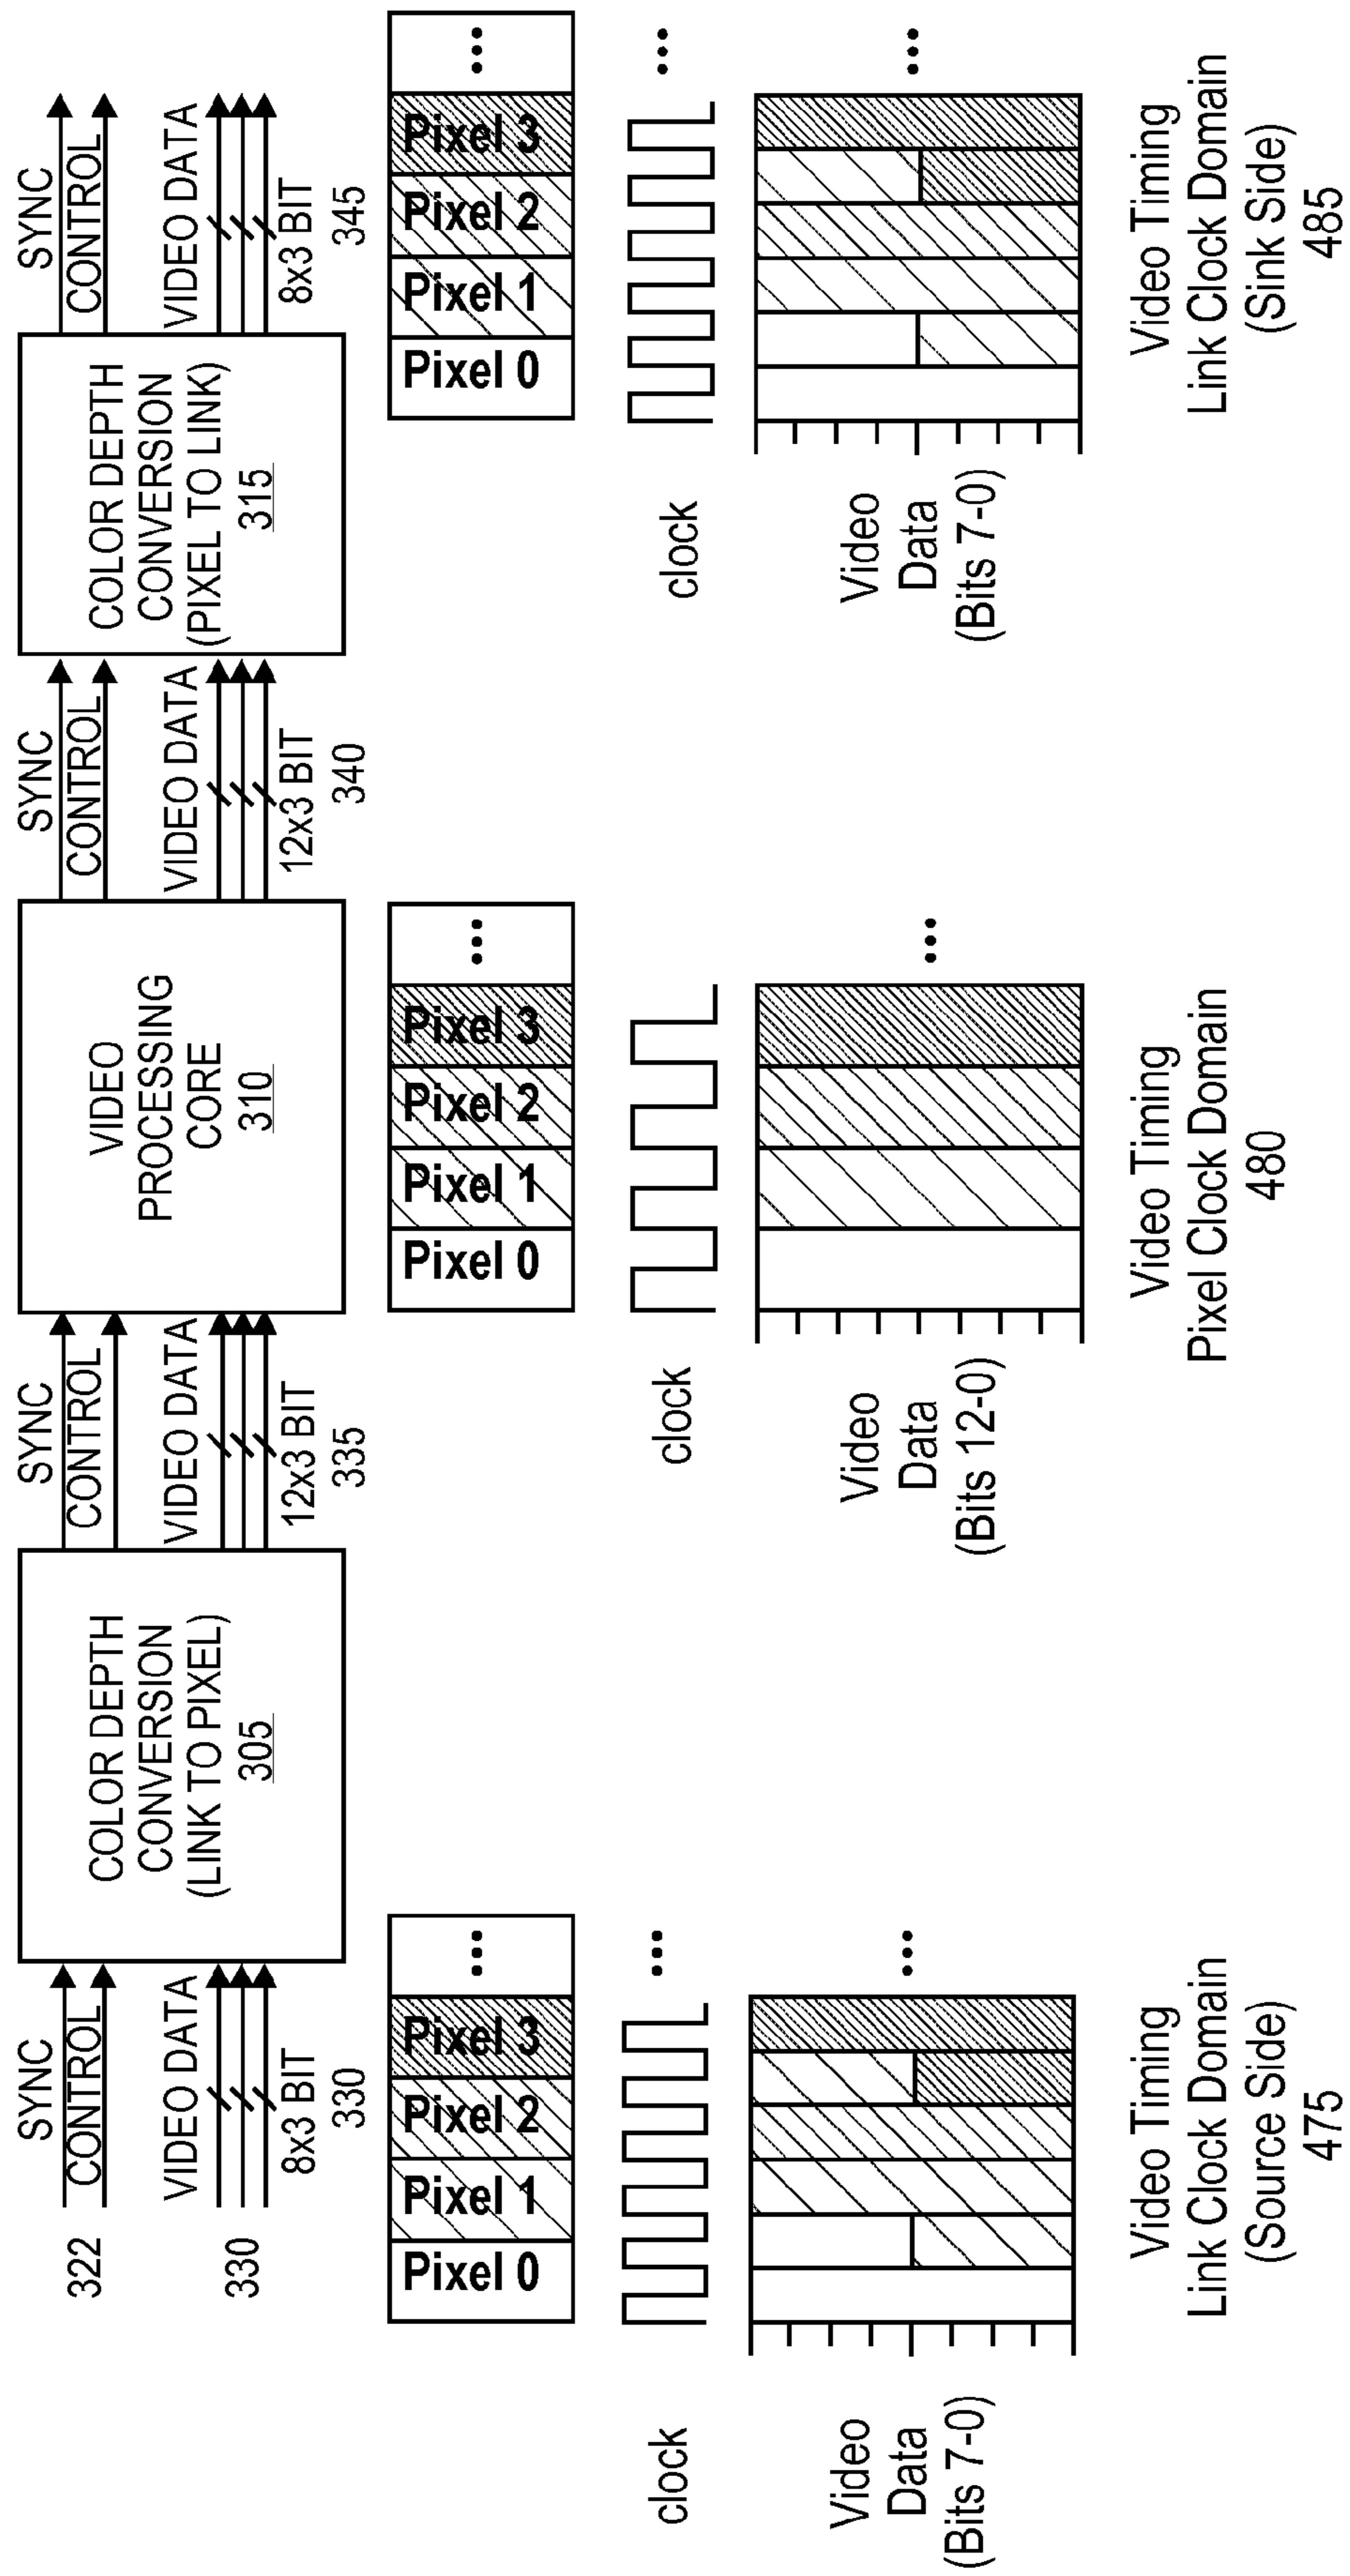 322
SYNC
CONTROL
330
VIDEO DATA
8x3 BIT
330
COLOR DEPTH
CONVERSION
(LINK TO PIXEL)
305
SYNC
CONTROL
VIDEO DATA
12x3 BIT
335
VIDEO
PROCESSING
CORE
310
SYNC
CONTROL
VIDEO DATA
12x3 BIT
340
COLOR DEPTH
CONVERSION
(PIXEL TO LINK)
315
SYNC
CONTROL
VIDEO DATA
8x3 BIT
345
Pixel 0 Pixel 1 Pixel 2 Pixel 3 ...
clock ...
Video
Data
(Bits 7-0)
...
Video Timing
Link Clock Domain
(Source Side)
475
Pixel 0 Pixel 1 Pixel 2 Pixel 3 ...
clock
Video
Data
(Bits 12-0)
...
Video Timing
Pixel Clock Domain
480
Pixel 0 Pixel 1 Pixel 2 Pixel 3 ...
clock ...
Video
Data
(Bits 7-0)
...
Video Timing
Link Clock Domain
(Sink Side)
485